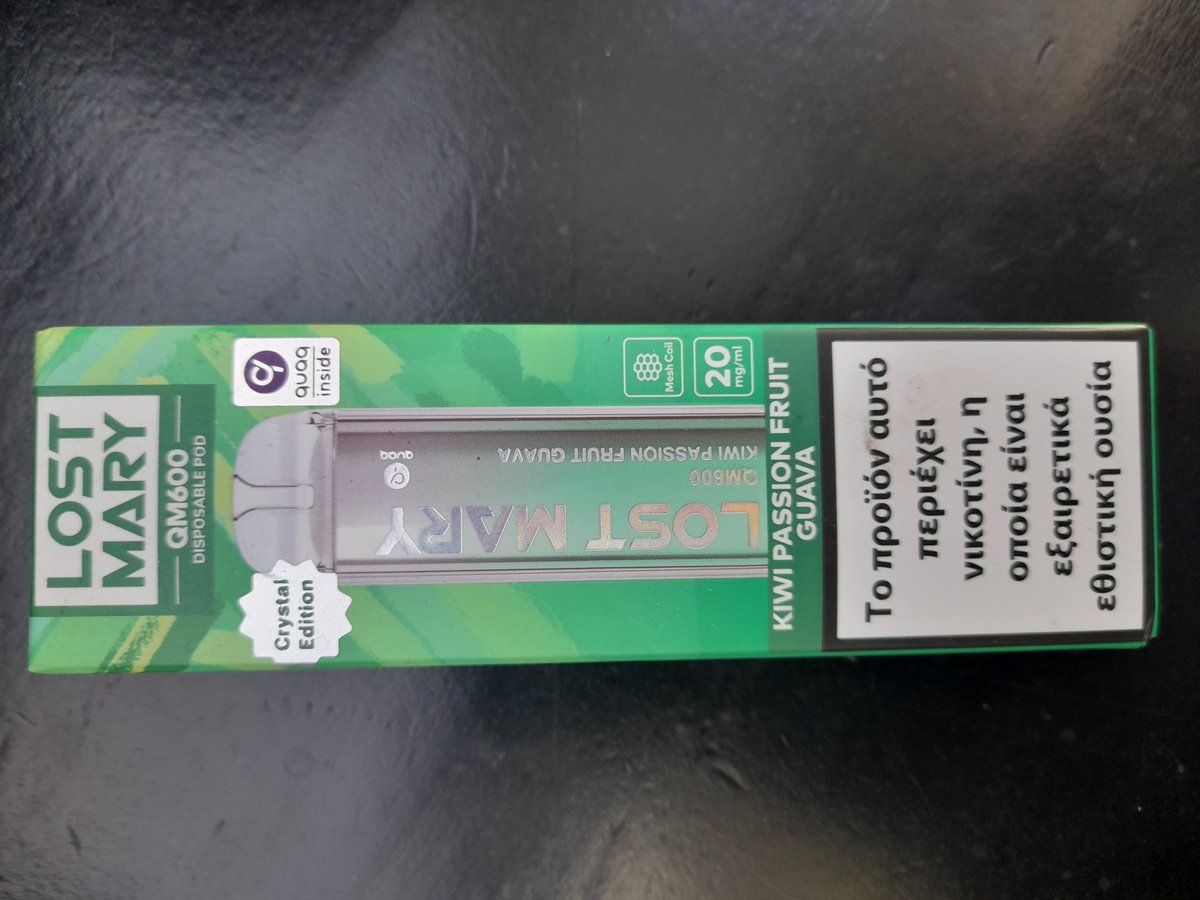 LOST
MARY
QM600
DISPOSABLE POD
quaq
inside
Crystal
Edition
quaq
LOST MARY
QM600
KIWI PASSION FRUIT GUAVA
Mesh Coil
20
mg/ml
KIWI PASSION FRUIT
GUAVA
Το προϊόν αυτό
περιέχει
νικοτίνη, η
οποία είναι
εξαιρετικά
εθιστική ουσία